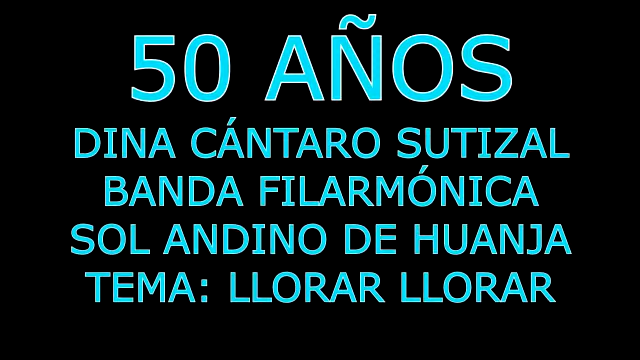 50 AÑOS
DINA CÁNTARO SUTIZAL
BANDA FILARMÓNICA
SOL ANDINO DE HUANJA
TEMA: LLORAR LLORAR